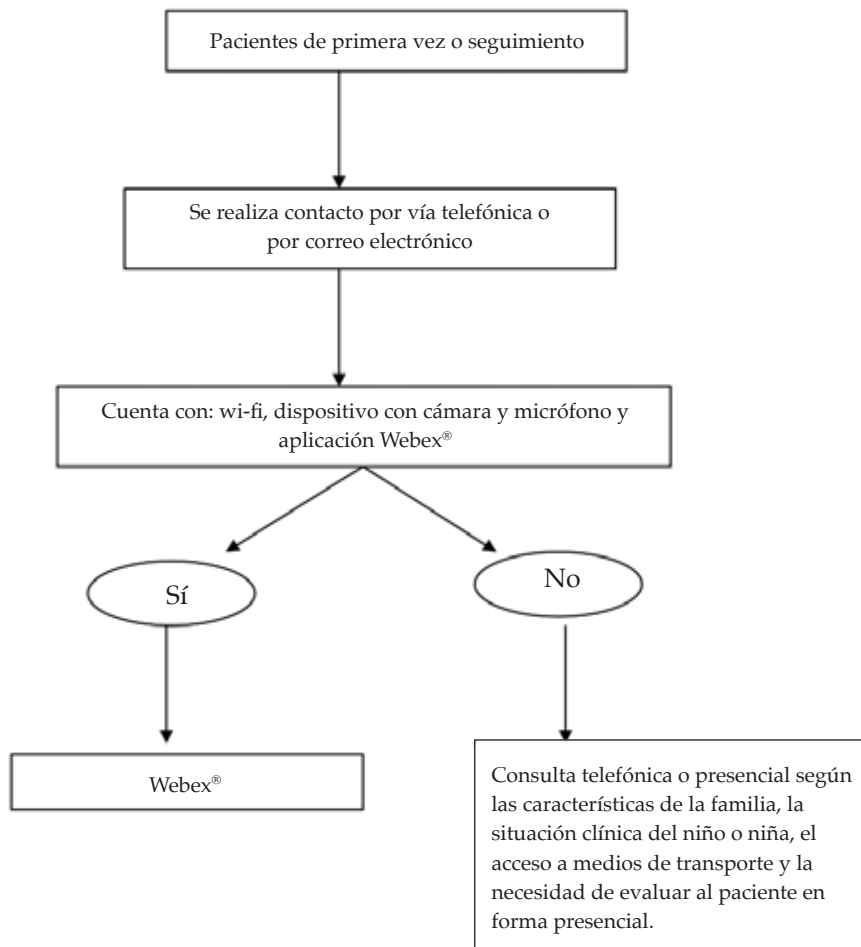 Pacientes de primera vez o seguimiento
Se realiza contacto por vía telefónica o
por correo electrónico
Cuenta con: wi-fi, dispositivo con cámara y micrófono y
aplicación Webex®
Sí
No
Webex®
Consulta telefónica o presencial según
las características de la familia, la
situación clínica del niño o niña, el
acceso a medios de transporte y la
necesidad de evaluar al paciente en
forma presencial.